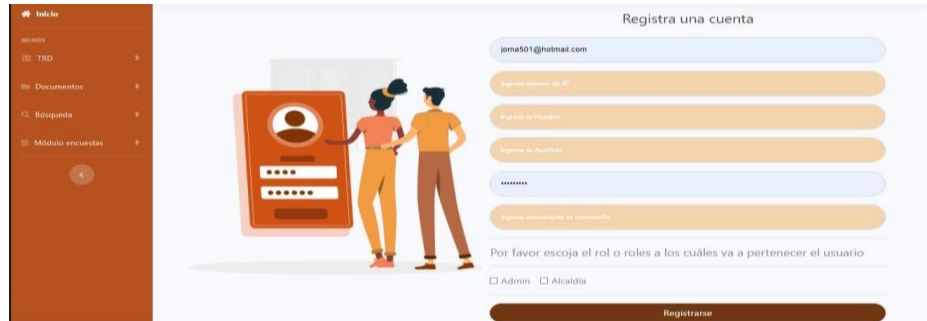 Inicio
MENÚS
TRD
Documentos
Búsqueda
Módulo encuestas
Registra una cuenta
joma501@hotmail.com
Ingrese número de ID
Ingrese su Nombre
Ingrese su Apellido
•••••••••
Ingrese nuevamente la contraseña
Por favor escoja el rol o roles a los cuáles va a pertenecer el usuario
Admin Alcaldía
Registrarse